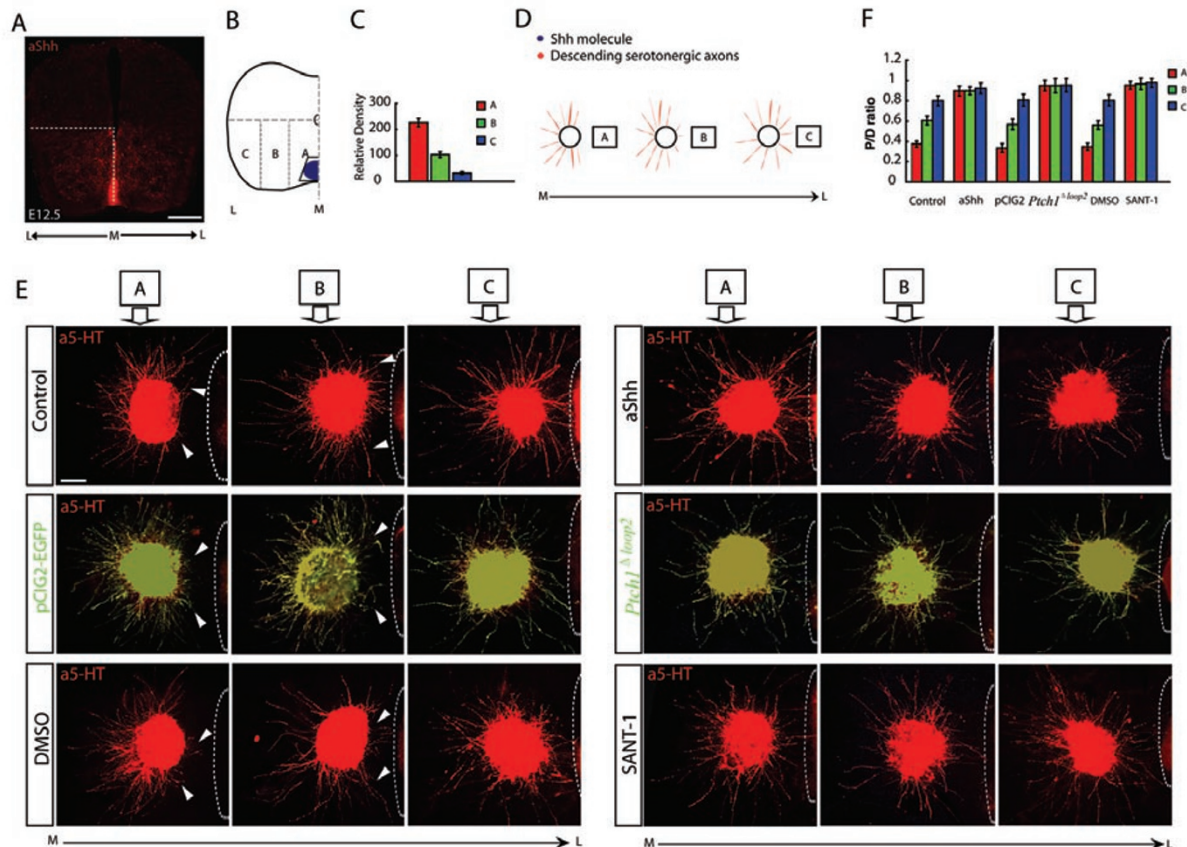 A
aShh
E12.5
L M L
B
C B A
L M
C
Relative Density
300
200
100
0
A
B
C
D
Shh molecule
Descending serotonergic axons
A B C
M L
F
P/D ratio
1.2
1
0.8
0.6
0.4
0.2
0
A
B
C
Control aShh pCIG2 Ptch1Δloop2 DMSO SANT-1
E
A B C
Control
a5-HT
pCIG2-EGFP
a5-HT
DMSO
a5-HT
M L
A B C
aShh
a5-HT
Ptch1Δloop2
a5-HT
SANT-1
a5-HT
M L